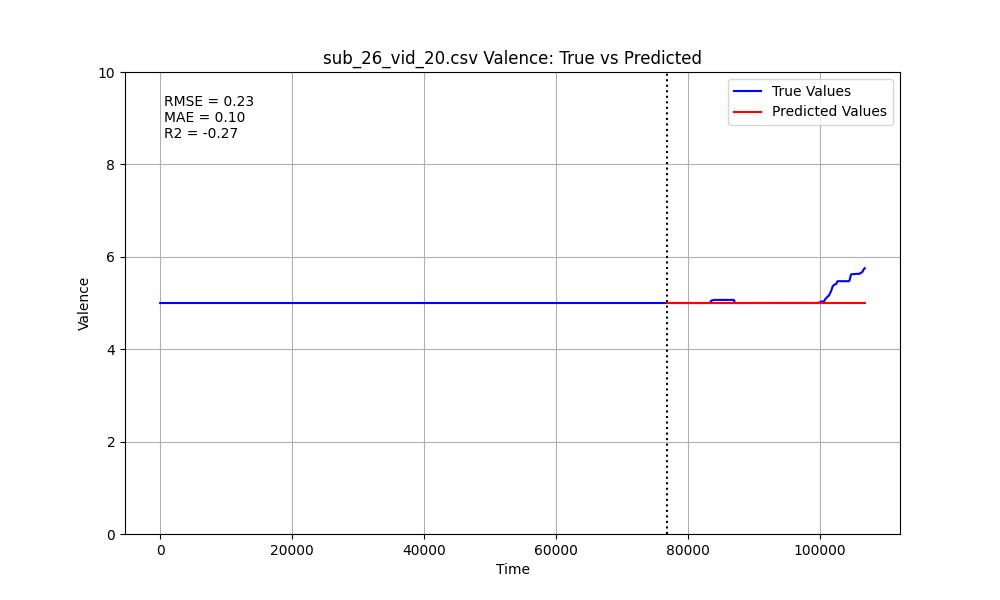 sub_26_vid_20.csv Valence: True vs Predicted
RMSE = 0.23
MAE = 0.10
R2 = -0.27
True Values
Predicted Values
10
8
6
4
2
0
Valence
0
20000
40000
60000
80000
100000
Time